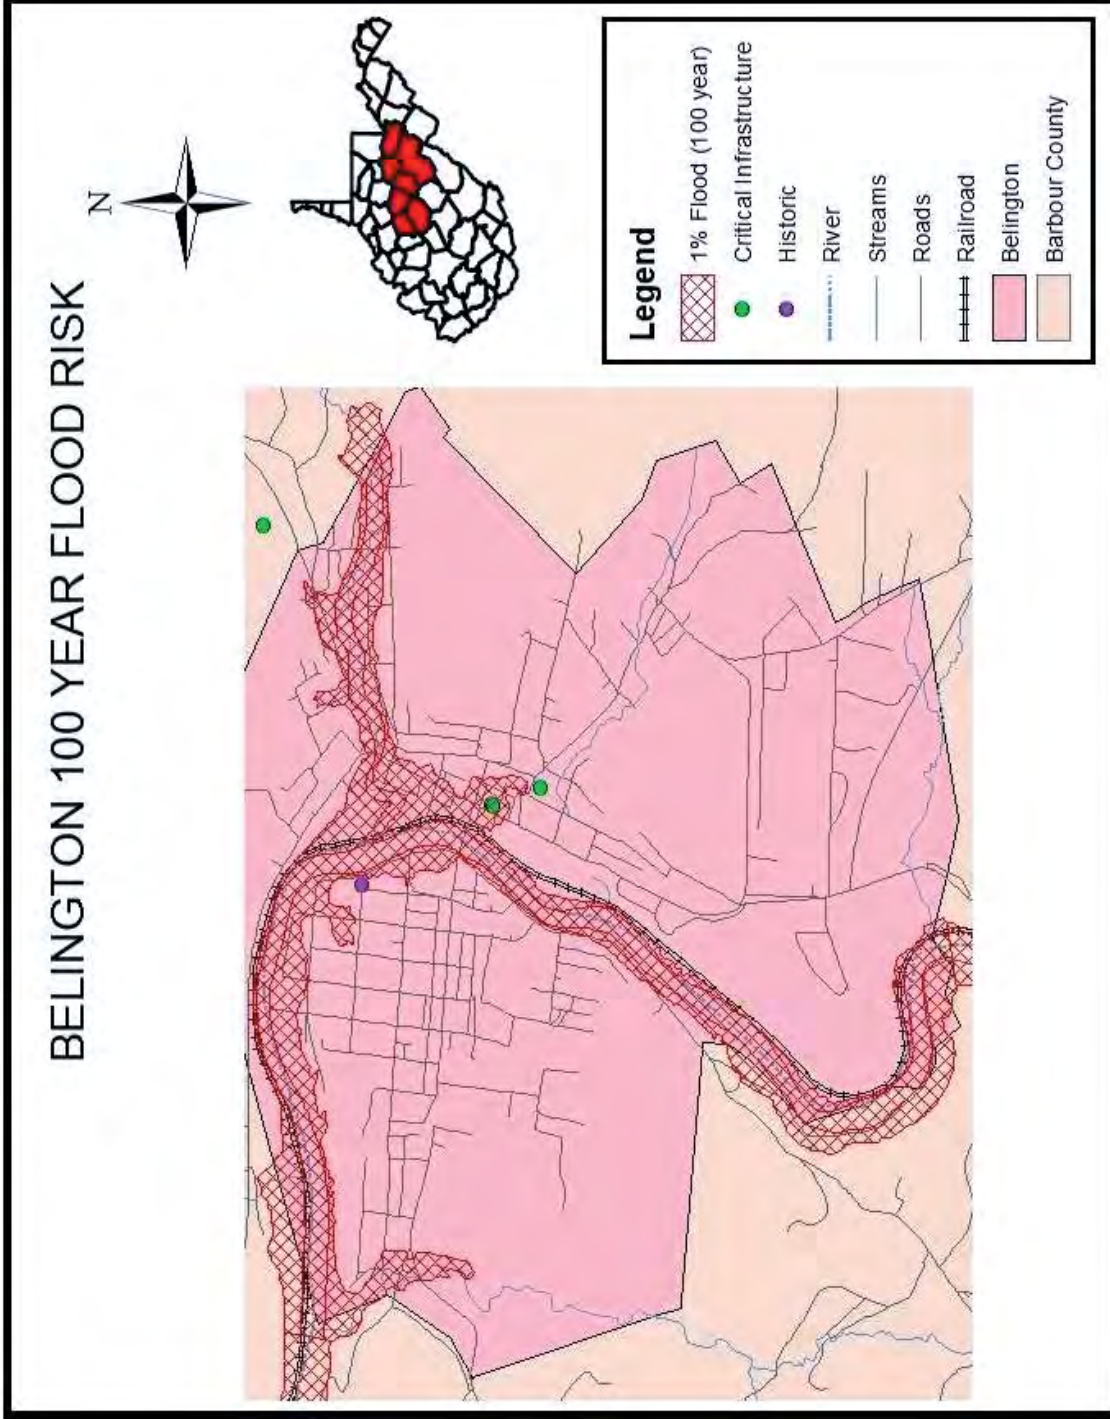 BELINGTON 100 YEAR FLOOD RISK
N
Legend
1% Flood (100 year)
Critical Infrastructure
Historic
River
Streams
Roads
Railroad
Belington
Barbour County